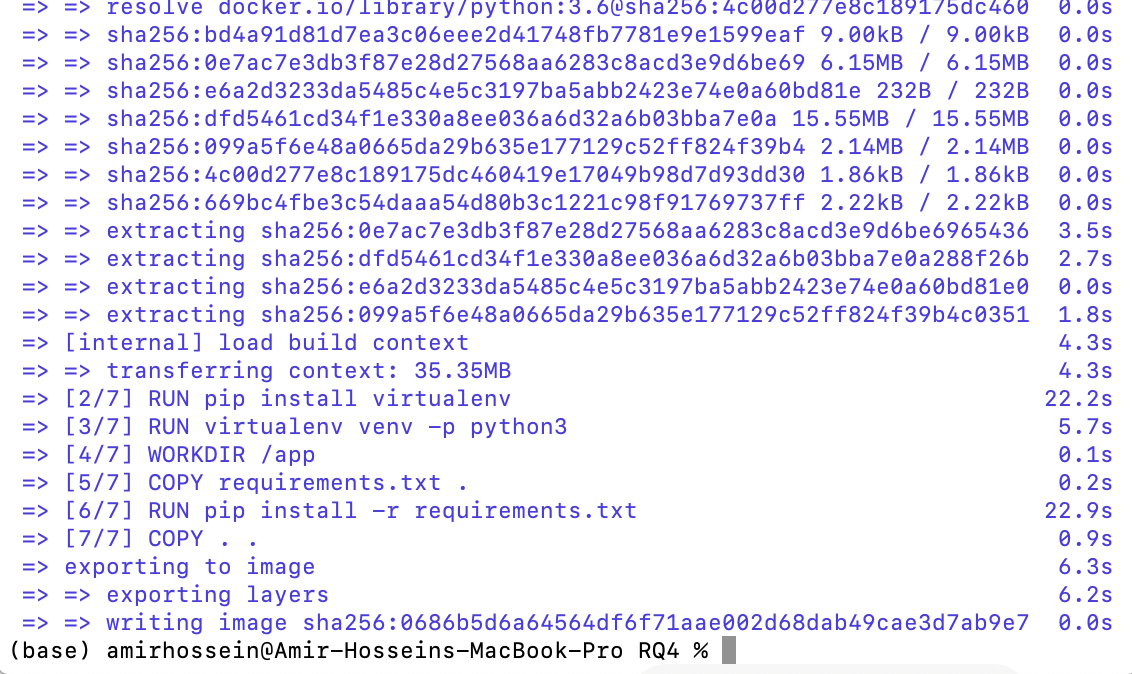 => => resolve docker.io/library/python:3.6@sha256:4c00d277e8c189175dc460 0.0s
=> => sha256:bd4a91d81d7ea3c06eee2d41748fb7781e9e1599eaf 9.00kB / 9.00kB 0.0s
=> => sha256:0e7ac7e3db3f87e28d27568aa6283c8acd3e9d6be69 6.15MB / 6.15MB 0.0s
=> => sha256:e6a2d3233da5485c4e5c3197ba5abb2423e74e0a60bd81e 232B / 232B 0.0s
=> => sha256:dfd5461cd34f1e330a8ee036a6d32a6b03bba7e0a 15.55MB / 15.55MB 0.0s
=> => sha256:099a5f6e48a0665da29b635e177129c52ff824f39b4 2.14MB / 2.14MB 0.0s
=> => sha256:4c00d277e8c189175dc460419e17049b98d7d93dd30 1.86kB / 1.86kB 0.0s
=> => sha256:669bc4fbe3c54daaa54d80b3c1221c98f91769737ff 2.22kB / 2.22kB 0.0s
=> => extracting sha256:0e7ac7e3db3f87e28d27568aa6283c8acd3e9d6be6965436 3.5s
=> => extracting sha256:dfd5461cd34f1e330a8ee036a6d32a6b03bba7e0a288f26b 2.7s
=> => extracting sha256:e6a2d3233da5485c4e5c3197ba5abb2423e74e0a60bd81e0 0.0s
=> => extracting sha256:099a5f6e48a0665da29b635e177129c52ff824f39b4c0351 1.8s
=> [internal] load build context 4.3s
=> => transferring context: 35.35MB 4.3s
=> [2/7] RUN pip install virtualenv 22.2s
=> [3/7] RUN virtualenv venv -p python3 5.7s
=> [4/7] WORKDIR /app 0.1s
=> [5/7] COPY requirements.txt . 0.2s
=> [6/7] RUN pip install -r requirements.txt 22.9s
=> [7/7] COPY . . 0.9s
=> exporting to image 6.3s
=> => exporting layers 6.2s
=> => writing image sha256:0686b5d6a64564df6f71aae002d68dab49cae3d7ab9e7 0.0s
(base) amirhossein@Amir-Hosseins-MacBook-Pro RQ4 %